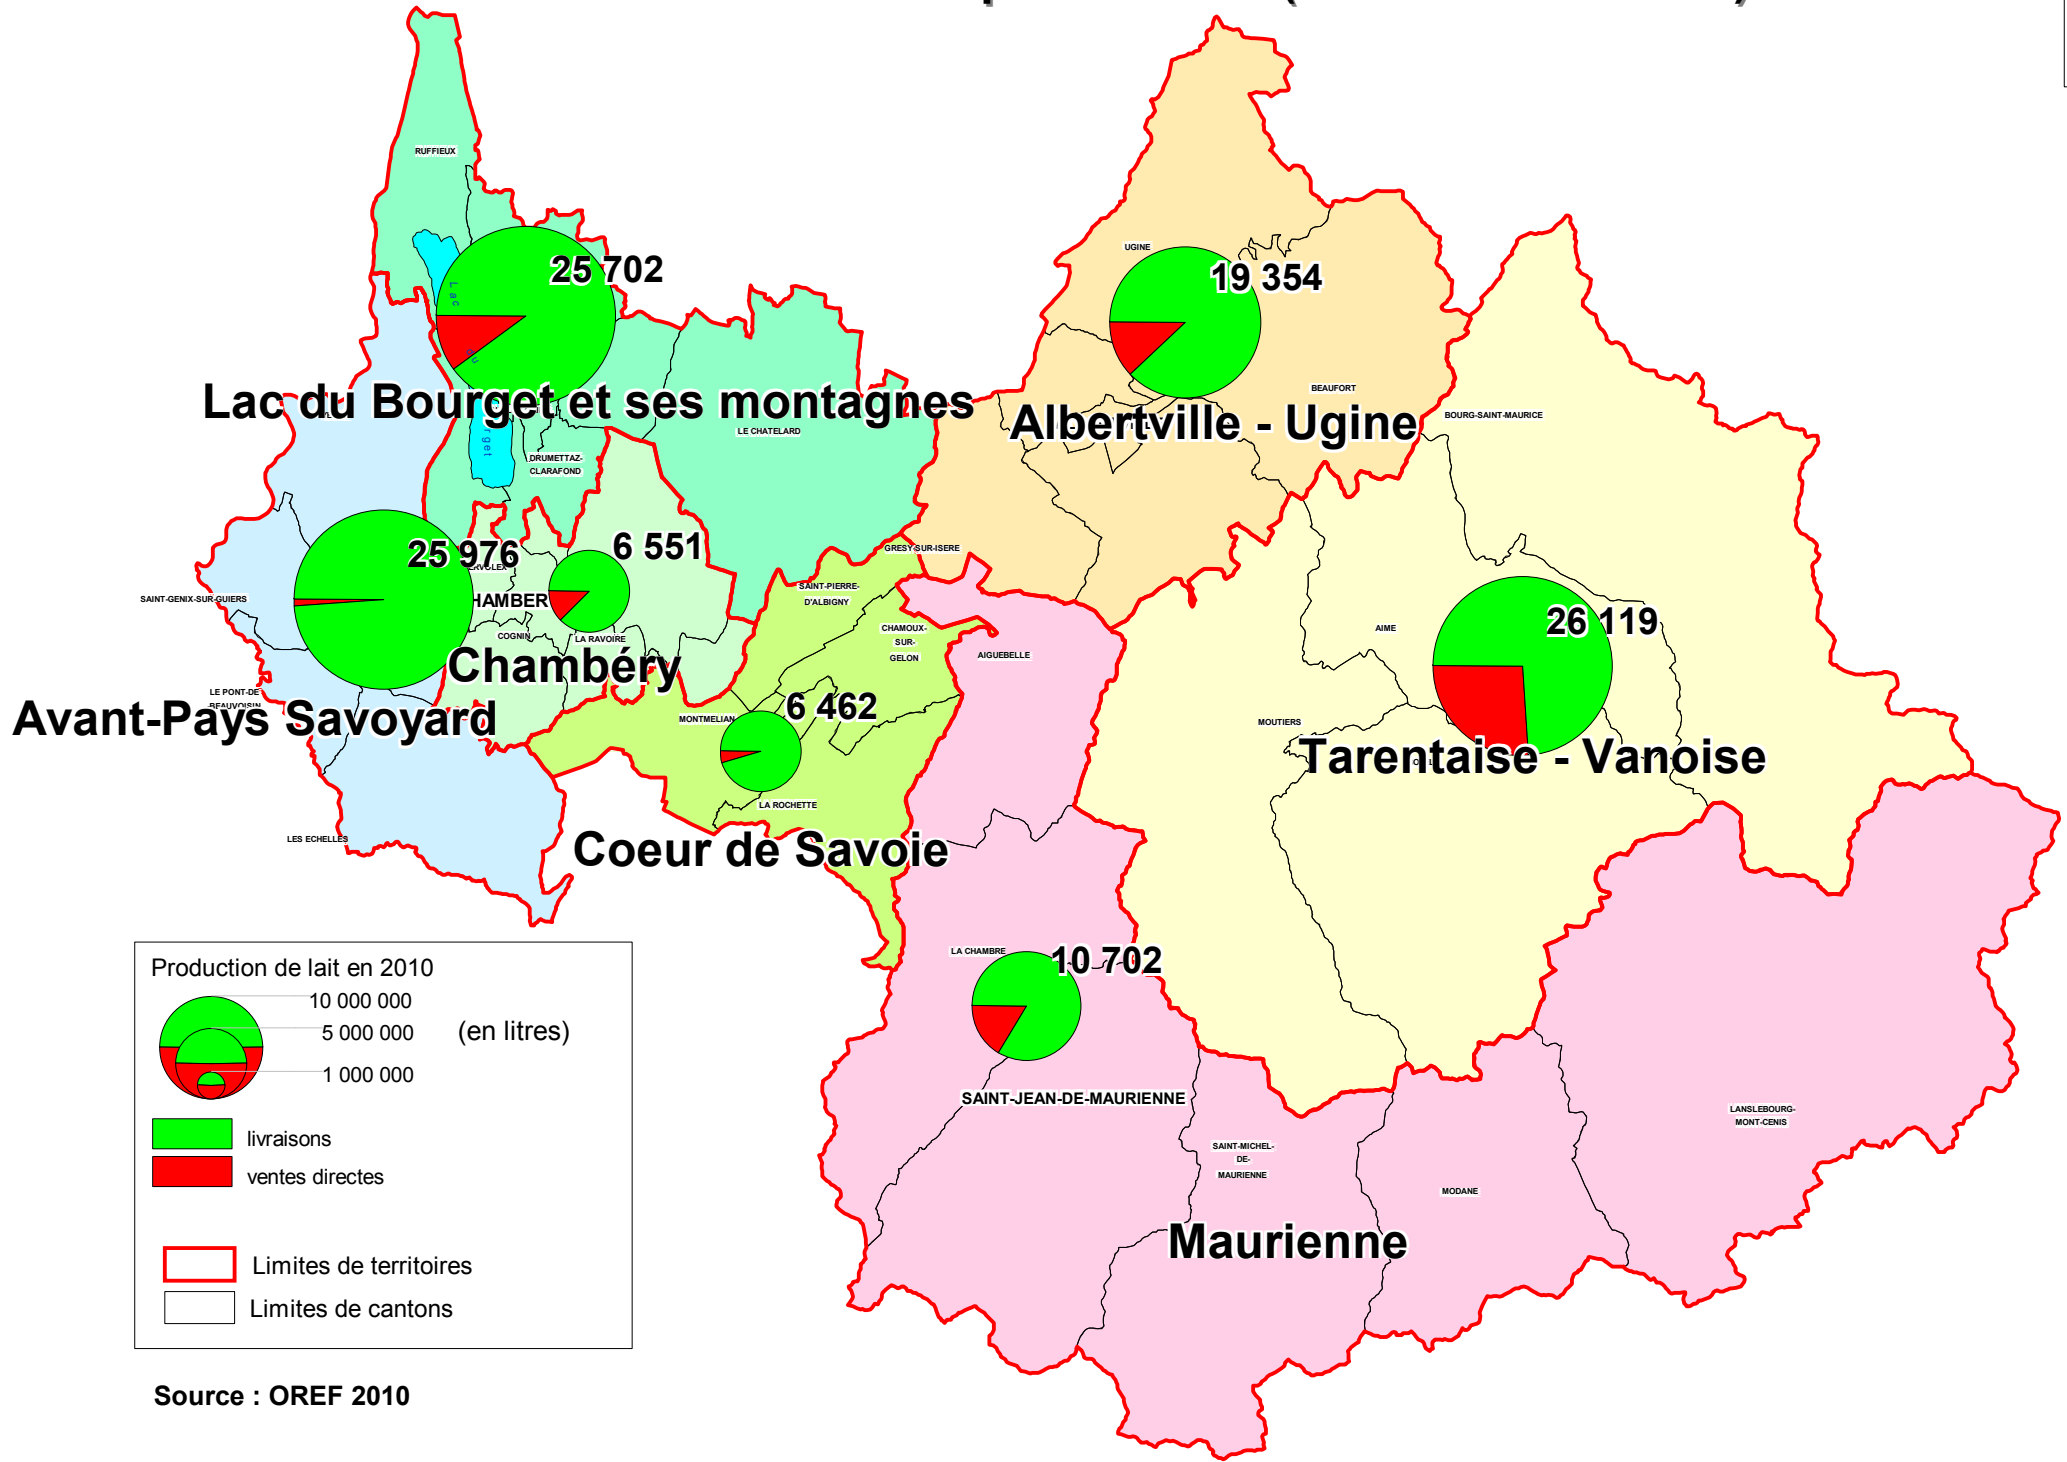 RUFFIEUX
25 702
Lac
Lac du Bourget et ses montagnes
LE CHATELARD
DRUMETTAZ-
CLARAFOND
UGINE
19 354
BEAUFORT
Albertville - Ugine
BOURG-SAINT-MAURICE
25 976
6 551
GRESY-SUR-ISERE
SAINT-GENIX-SUR-GUIERS
SAINT-PIERRE-
D'ALBIGNY
COGNIN
LA RAVOIRE
CHAMOUX-
SUR-
GELON
AIGUEBELLE
AIME
26 119
Chambéry
LE PONT-DE
BEAUVOISIN
Avant-Pays Savoyard
MONTMELIAN
6 462
MOUTIERS
Tarentaise - Vanoise
LA ROCHETTE
LES ECHELLES
Coeur de Savoie
LA CHAMBRE
10 702
SAINT-JEAN-DE-MAURIENNE
SAINT-MICHEL-
DE-
MAURIENNE
MODANE
LANSLEBOURG-
MONT-CENIS
Maurienne
Production de lait en 2010
10 000 000
5 000 000
(en litres)
1 000 000
livraisons
ventes directes
Limites de territoires
Limites de cantons
Source : OREF 2010